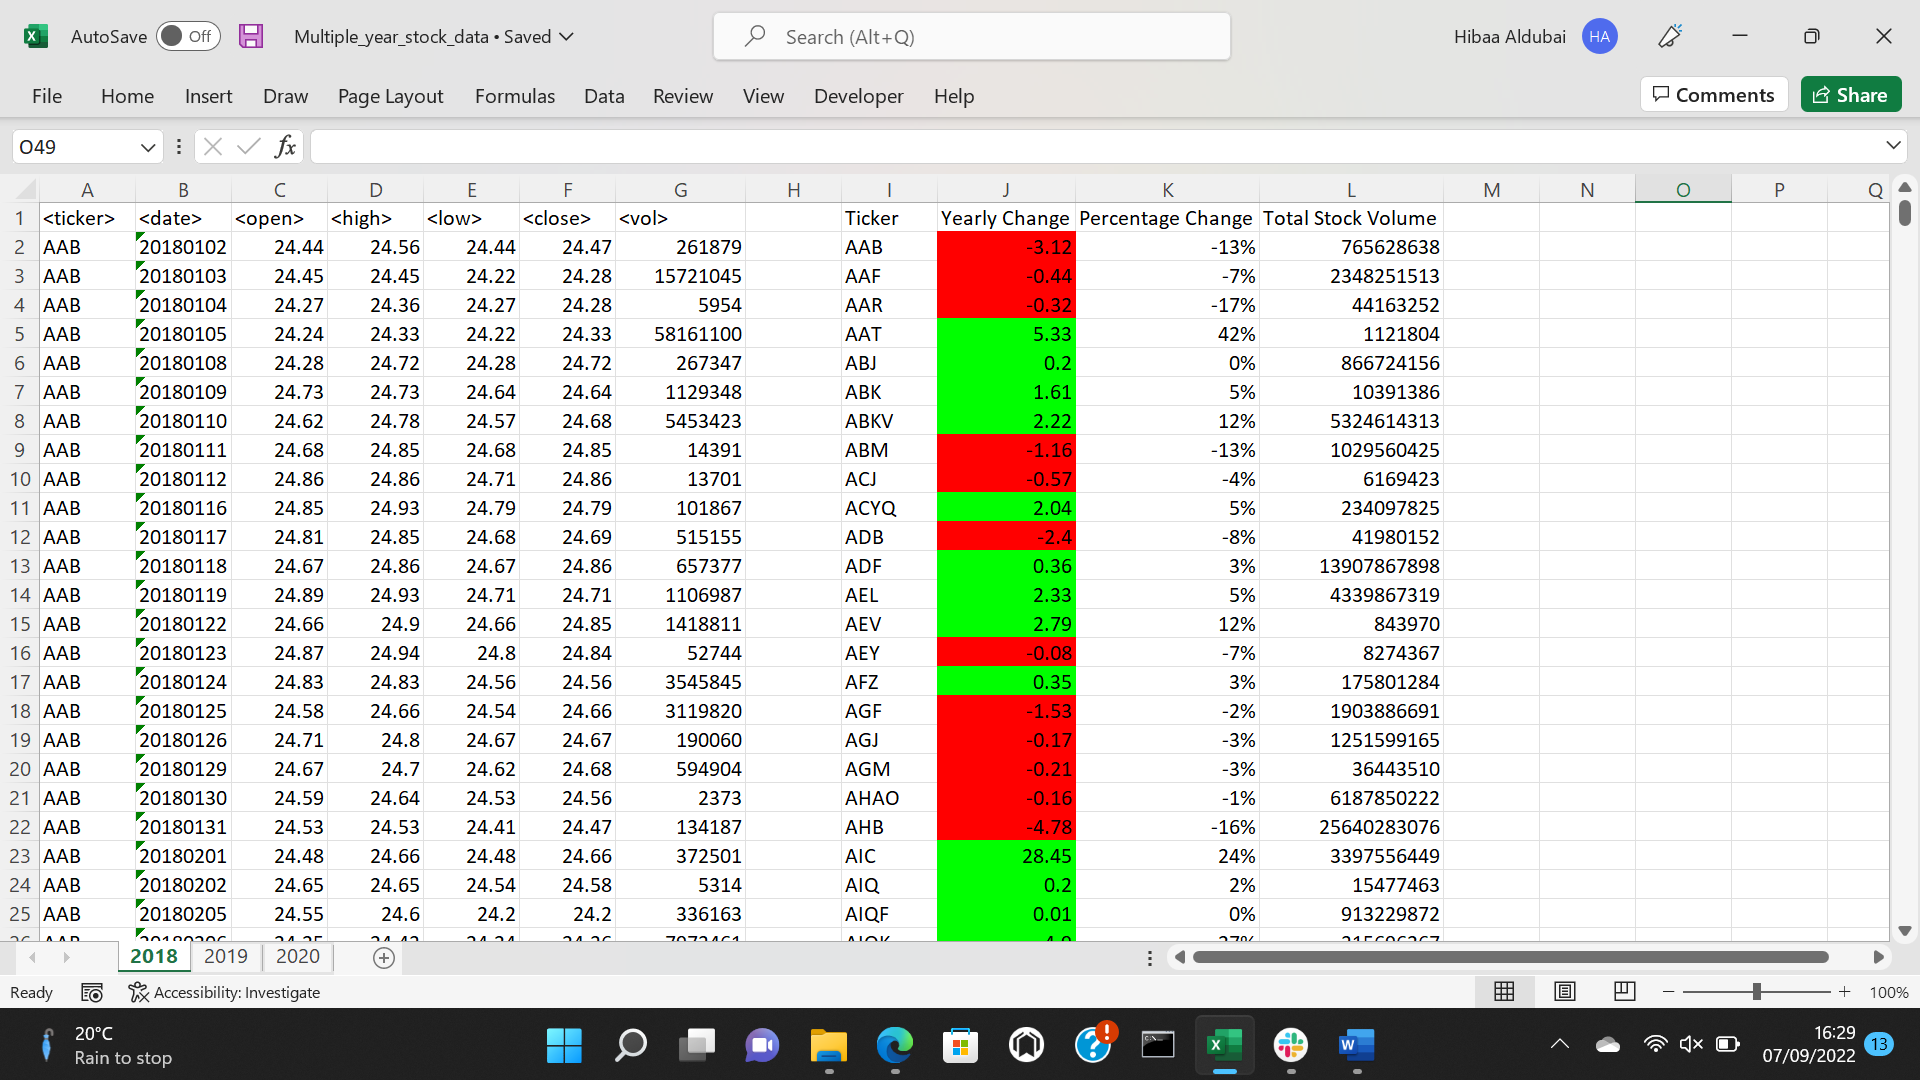 AutoSave Off Multiple_year_stock_data • Saved Search (Alt+Q) Hibaa Aldubai HA
File Home Insert Draw Page Layout Formulas Data Review View Developer Help Comments Share
O49 fx
A B C D E F G H I J K L M N O P Q
1 <ticker> <date> <open> <high> <low> <close> <vol> Ticker Yearly Change Percentage Change Total Stock Volume
2 AAB 20180102 24.44 24.56 24.44 24.47 261879 AAB -3.12 -13% 765628638
3 AAB 20180103 24.45 24.45 24.22 24.28 15721045 AAF -0.44 -7% 2348251513
4 AAB 20180104 24.27 24.36 24.27 24.28 5954 AAR -0.32 -17% 44163252
5 AAB 20180105 24.24 24.33 24.22 24.33 58161100 AAT 5.33 42% 1121804
6 AAB 20180108 24.28 24.72 24.28 24.72 267347 ABJ 0.2 0% 866724156
7 AAB 20180109 24.73 24.73 24.64 24.64 1129348 ABK 1.61 5% 10391386
8 AAB 20180110 24.62 24.78 24.57 24.68 5453423 ABKV 2.22 12% 5324614313
9 AAB 20180111 24.68 24.85 24.68 24.85 14391 ABM -1.16 -13% 1029560425
10 AAB 20180112 24.86 24.86 24.71 24.86 13701 ACJ -0.57 -4% 6169423
11 AAB 20180116 24.85 24.93 24.79 24.79 101867 ACYQ 2.04 5% 234097825
12 AAB 20180117 24.81 24.85 24.68 24.69 515155 ADB -2.4 -8% 41980152
13 AAB 20180118 24.67 24.86 24.67 24.86 657377 ADF 0.36 3% 13907867898
14 AAB 20180119 24.89 24.93 24.71 24.71 1106987 AEL 2.33 5% 4339867319
15 AAB 20180122 24.66 24.9 24.66 24.85 1418811 AEV 2.79 12% 843970
16 AAB 20180123 24.87 24.94 24.8 24.84 52744 AEY -0.08 -7% 8274367
17 AAB 20180124 24.83 24.83 24.56 24.56 3545845 AFZ 0.35 3% 175801284
18 AAB 20180125 24.58 24.66 24.54 24.66 3119820 AGF -1.53 -2% 1903886691
19 AAB 20180126 24.71 24.8 24.67 24.67 190060 AGJ -0.17 -3% 1251599165
20 AAB 20180129 24.67 24.7 24.62 24.68 594904 AGM -0.21 -3% 36443510
21 AAB 20180130 24.59 24.64 24.53 24.56 2373 AHAO -0.16 -1% 6187850222
22 AAB 20180131 24.53 24.53 24.41 24.47 134187 AHB -4.78 -16% 25640283076
23 AAB 20180201 24.48 24.66 24.48 24.66 372501 AIC 28.45 24% 3397556449
24 AAB 20180202 24.65 24.65 24.54 24.58 5314 AIQ 0.2 2% 15477463
25 AAB 20180205 24.55 24.6 24.2 24.2 336163 AIQF 0.01 0% 913229872
2018 2019 2020
Ready Accessibility: Investigate 100%
20°C
Rain to stop
16:29
07/09/2022 13